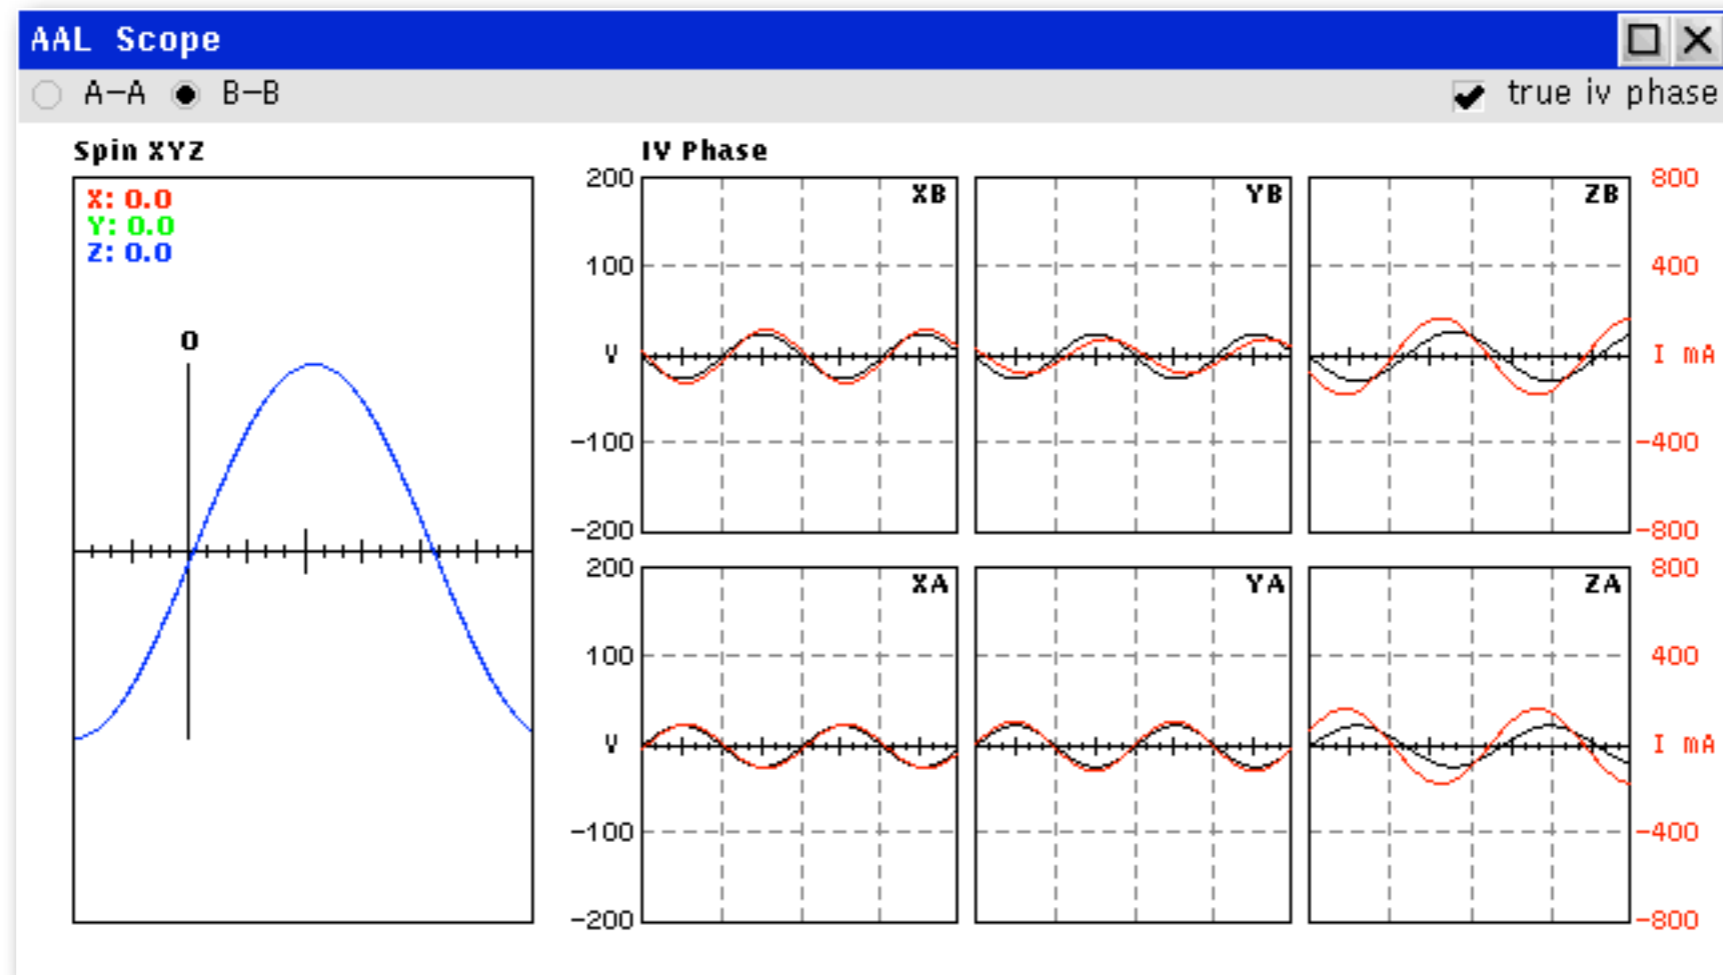 AAL Scope
A-A B-B true iv phase
Spin XYZ
X: 0.0
Y: 0.0
Z: 0.0
0
IV Phase
200 XB YB ZB 800
100 400
V I mA
-100 -400
-200 -800
200 XA YA ZA 800
100 400
V I mA
-100 -400
-200 -800